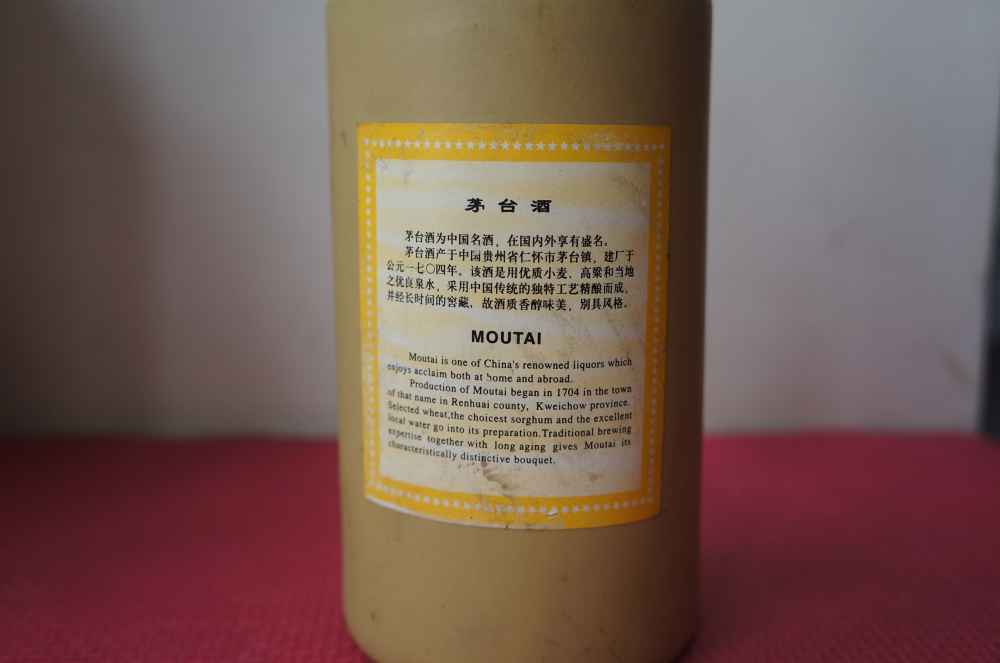 茅台酒
茅台酒为中国名酒，在国内外享有盛名。
茅台酒产于中国贵州省仁怀市茅台镇，建厂于
公元一七〇四年。该酒是用优质小麦，高粱和当地
之优良泉水，采用中国传统的独特工艺精酿而成，
并经长时间的窖藏。故酒质香醇味美，别具风格。
MOUTAI
Moutai is one of China's renowned liquors which
enjoys acclaim both at home and abroad.
Production of Moutai began in 1704 in the town
of that name in Renhuai county, Kweichow province.
Selected wheat,the choicest sorghum and the excellent
local water go into its preparation.Traditional brewing
expertise together with long aging gives Moutai its
characteristically distinctive bouquet.